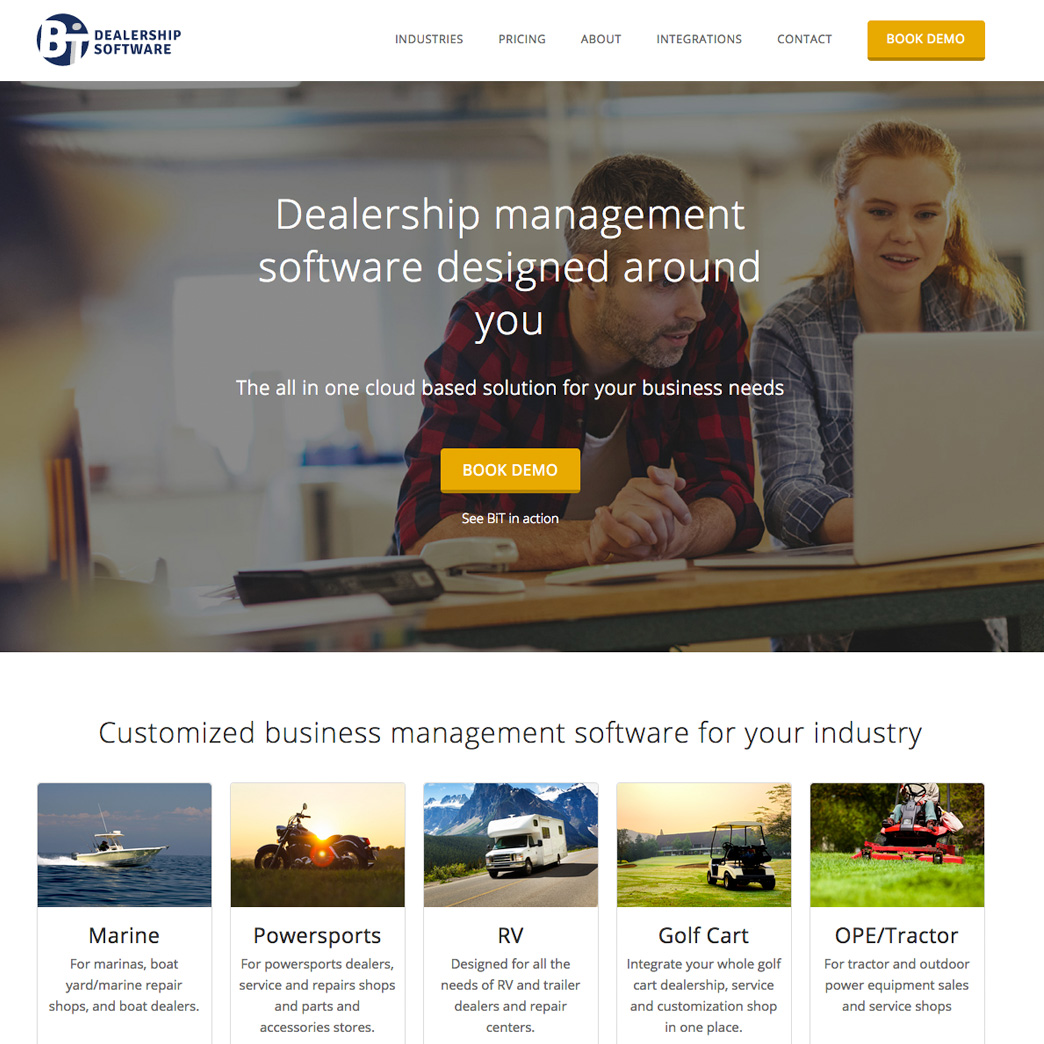 BiT DEALERSHIP
SOFTWARE
INDUSTRIES PRICING ABOUT INTEGRATIONS CONTACT BOOK DEMO
Dealership management
software designed around
you
The all in one cloud based solution for your business needs
BOOK DEMO
See BiT in action
Customized business management software for your industry
Marine
For marinas, boat
yard/marine repair
shops, and boat dealers.
Powersports
For powersports dealers,
service and repairs shops
and parts and
accessories stores.
RV
Designed for all the
needs of RV and trailer
dealers and repair
centers.
Golf Cart
Integrate your whole golf
cart dealership, service
and customization shop
in one place.
OPE/Tractor
For tractor and outdoor
power equipment sales
and service shops